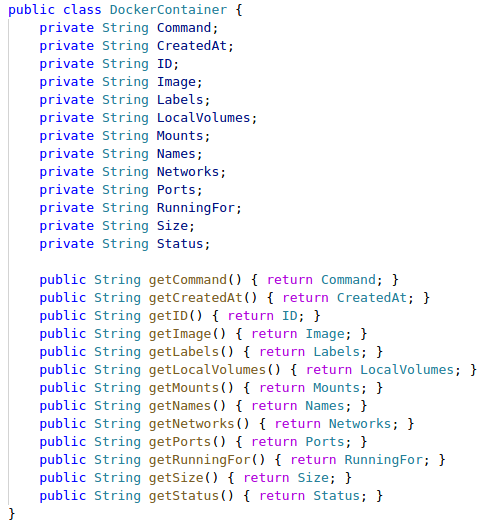 public class DockerContainer {
    private String Command;
    private String CreatedAt;
    private String ID;
    private String Image;
    private String Labels;
    private String LocalVolumes;
    private String Mounts;
    private String Names;
    private String Networks;
    private String Ports;
    private String RunningFor;
    private String Size;
    private String Status;

    public String getCommand() { return Command; }
    public String getCreatedAt() { return CreatedAt; }
    public String getID() { return ID; }
    public String getImage() { return Image; }
    public String getLabels() { return Labels; }
    public String getLocalVolumes() { return LocalVolumes; }
    public String getMounts() { return Mounts; }
    public String getNames() { return Names; }
    public String getNetworks() { return Networks; }
    public String getPorts() { return Ports; }
    public String getRunningFor() { return RunningFor; }
    public String getSize() { return Size; }
    public String getStatus() { return Status; }
}